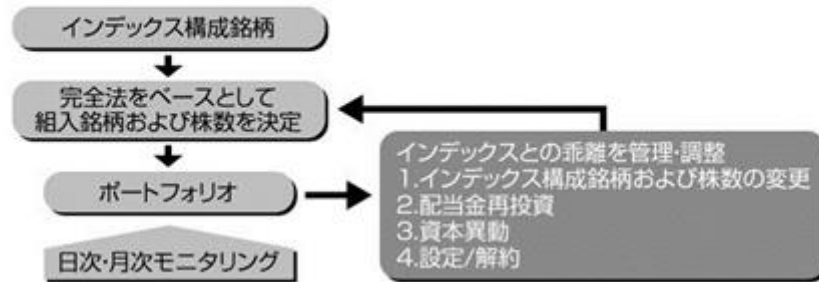 インデックス構成銘柄
完全法をベースとして
組入銘柄および株数を決定
ポートフォリオ
日次・月次モニタリング
インデックスとの乖離を管理・調整
1.インデックス構成銘柄および株数の変更
2.配当金再投資
3.資本異動
4.設定/解約